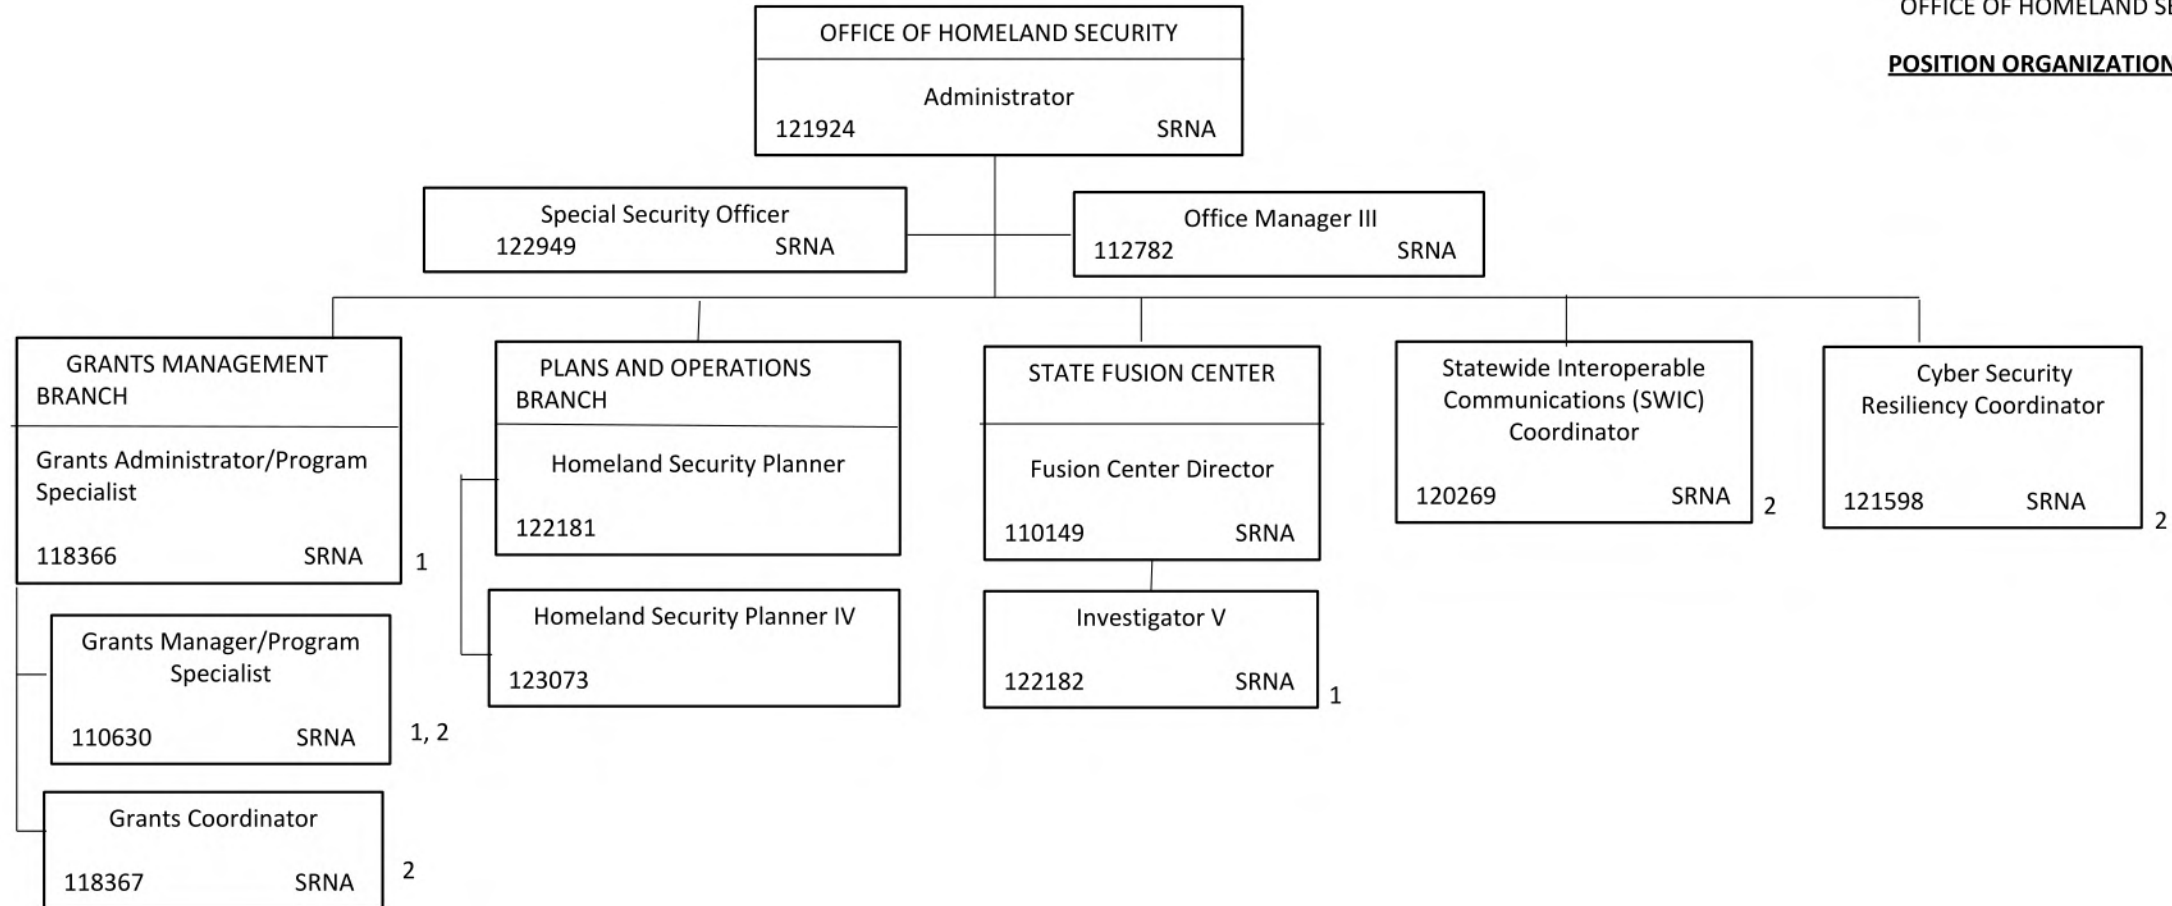 OFFICE OF HOMELAND
POSITION ORGANIZATION
OFFICE OF HOMELAND SECURITY
Administrator
121924 SRNA
Special Security Officer
122949 SRNA
Office Manager III
112782 SRNA
GRANTS MANAGEMENT
BRANCH
Grants Administrator/Program
Specialist
118366 SRNA 1
Grants Manager/Program
Specialist
110630 SRNA 1, 2
Grants Coordinator
118367 SRNA 2
PLANS AND OPERATIONS
BRANCH
Homeland Security Planner
122181
Homeland Security Planner IV
123073
STATE FUSION CENTER
Fusion Center Director
110149 SRNA
Investigator V
122182 SRNA 1
Statewide Interoperable
Communications (SWIC)
Coordinator
120269 SRNA 2
Cyber Security
Resiliency Coordinator
121598 SRNA 2